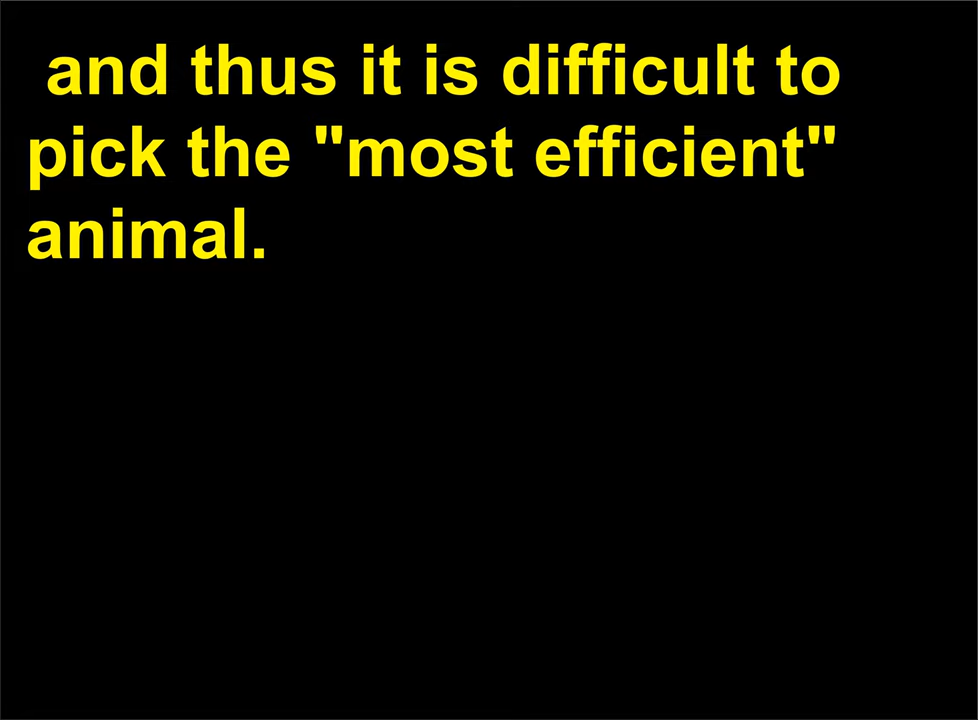 and thus it is difficult to
pick the "most efficient"
animal.